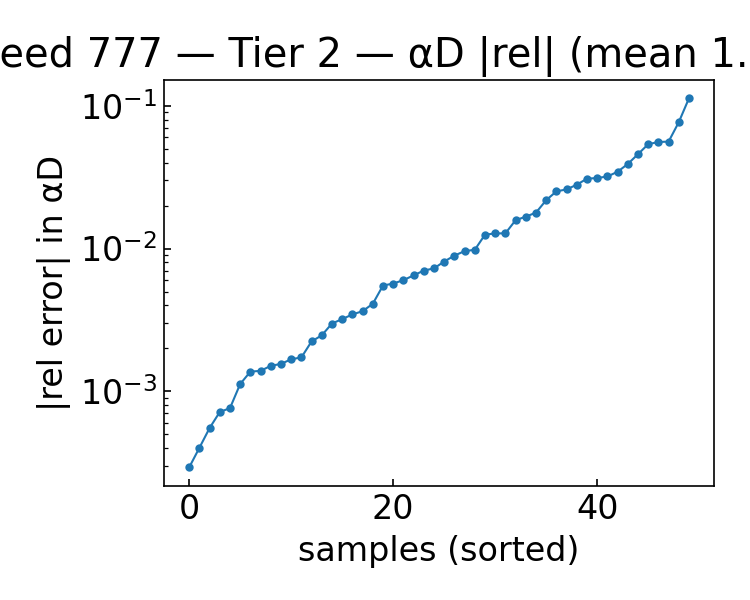 eed 777 — Tier 2 — αD |rel| (mean 1.
|rel error| in αD
10⁻¹
10⁻²
10⁻³
0 20 40
samples (sorted)